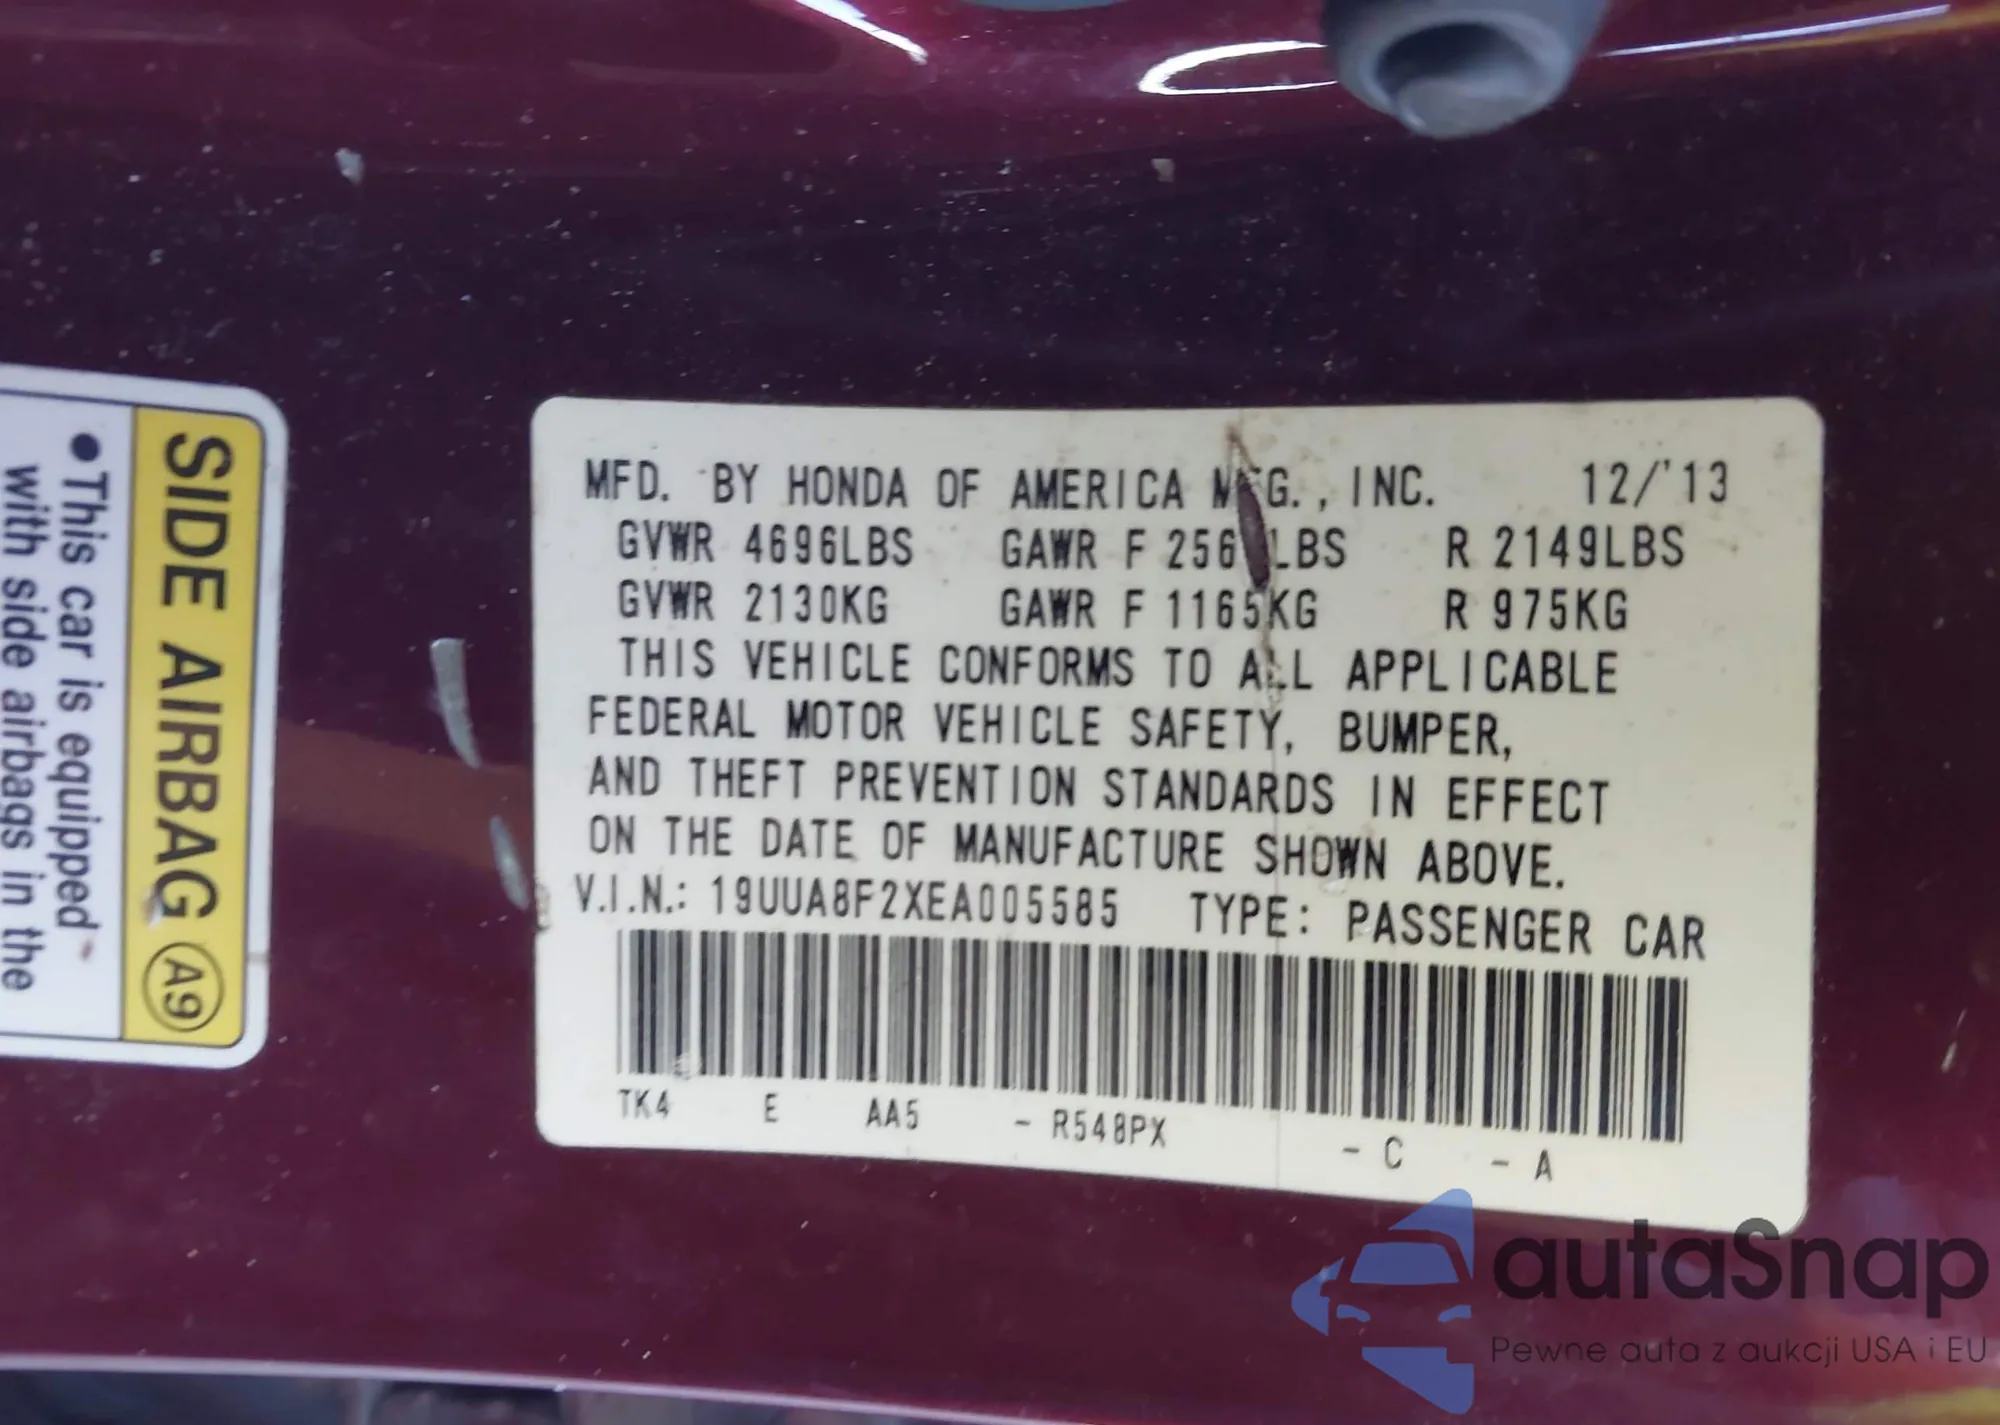 SIDE AIRBAG A9
●This car is equipped
with side airbags in the
MFD. BY HONDA OF AMERICA MFG., INC. 12/'13
GVWR 4696LBS GAWR F LBS R 2149LBS
GVWR 2130KG GAWR F 1165KG R 975KG
THIS VEHICLE CONFORMS TO ALL APPLICABLE
FEDERAL MOTOR VEHICLE SAFETY, BUMPER,
AND THEFT PREVENTION STANDARDS IN EFFECT
ON THE DATE OF MANUFACTURE SHOWN ABOVE.
V.I.N.: 19UUA8F2XEA005585 TYPE: PASSENGER CAR
TK4 E AA5 - R548PX - C - A
autaSnap
Pewne auta z aukcji USA i EU